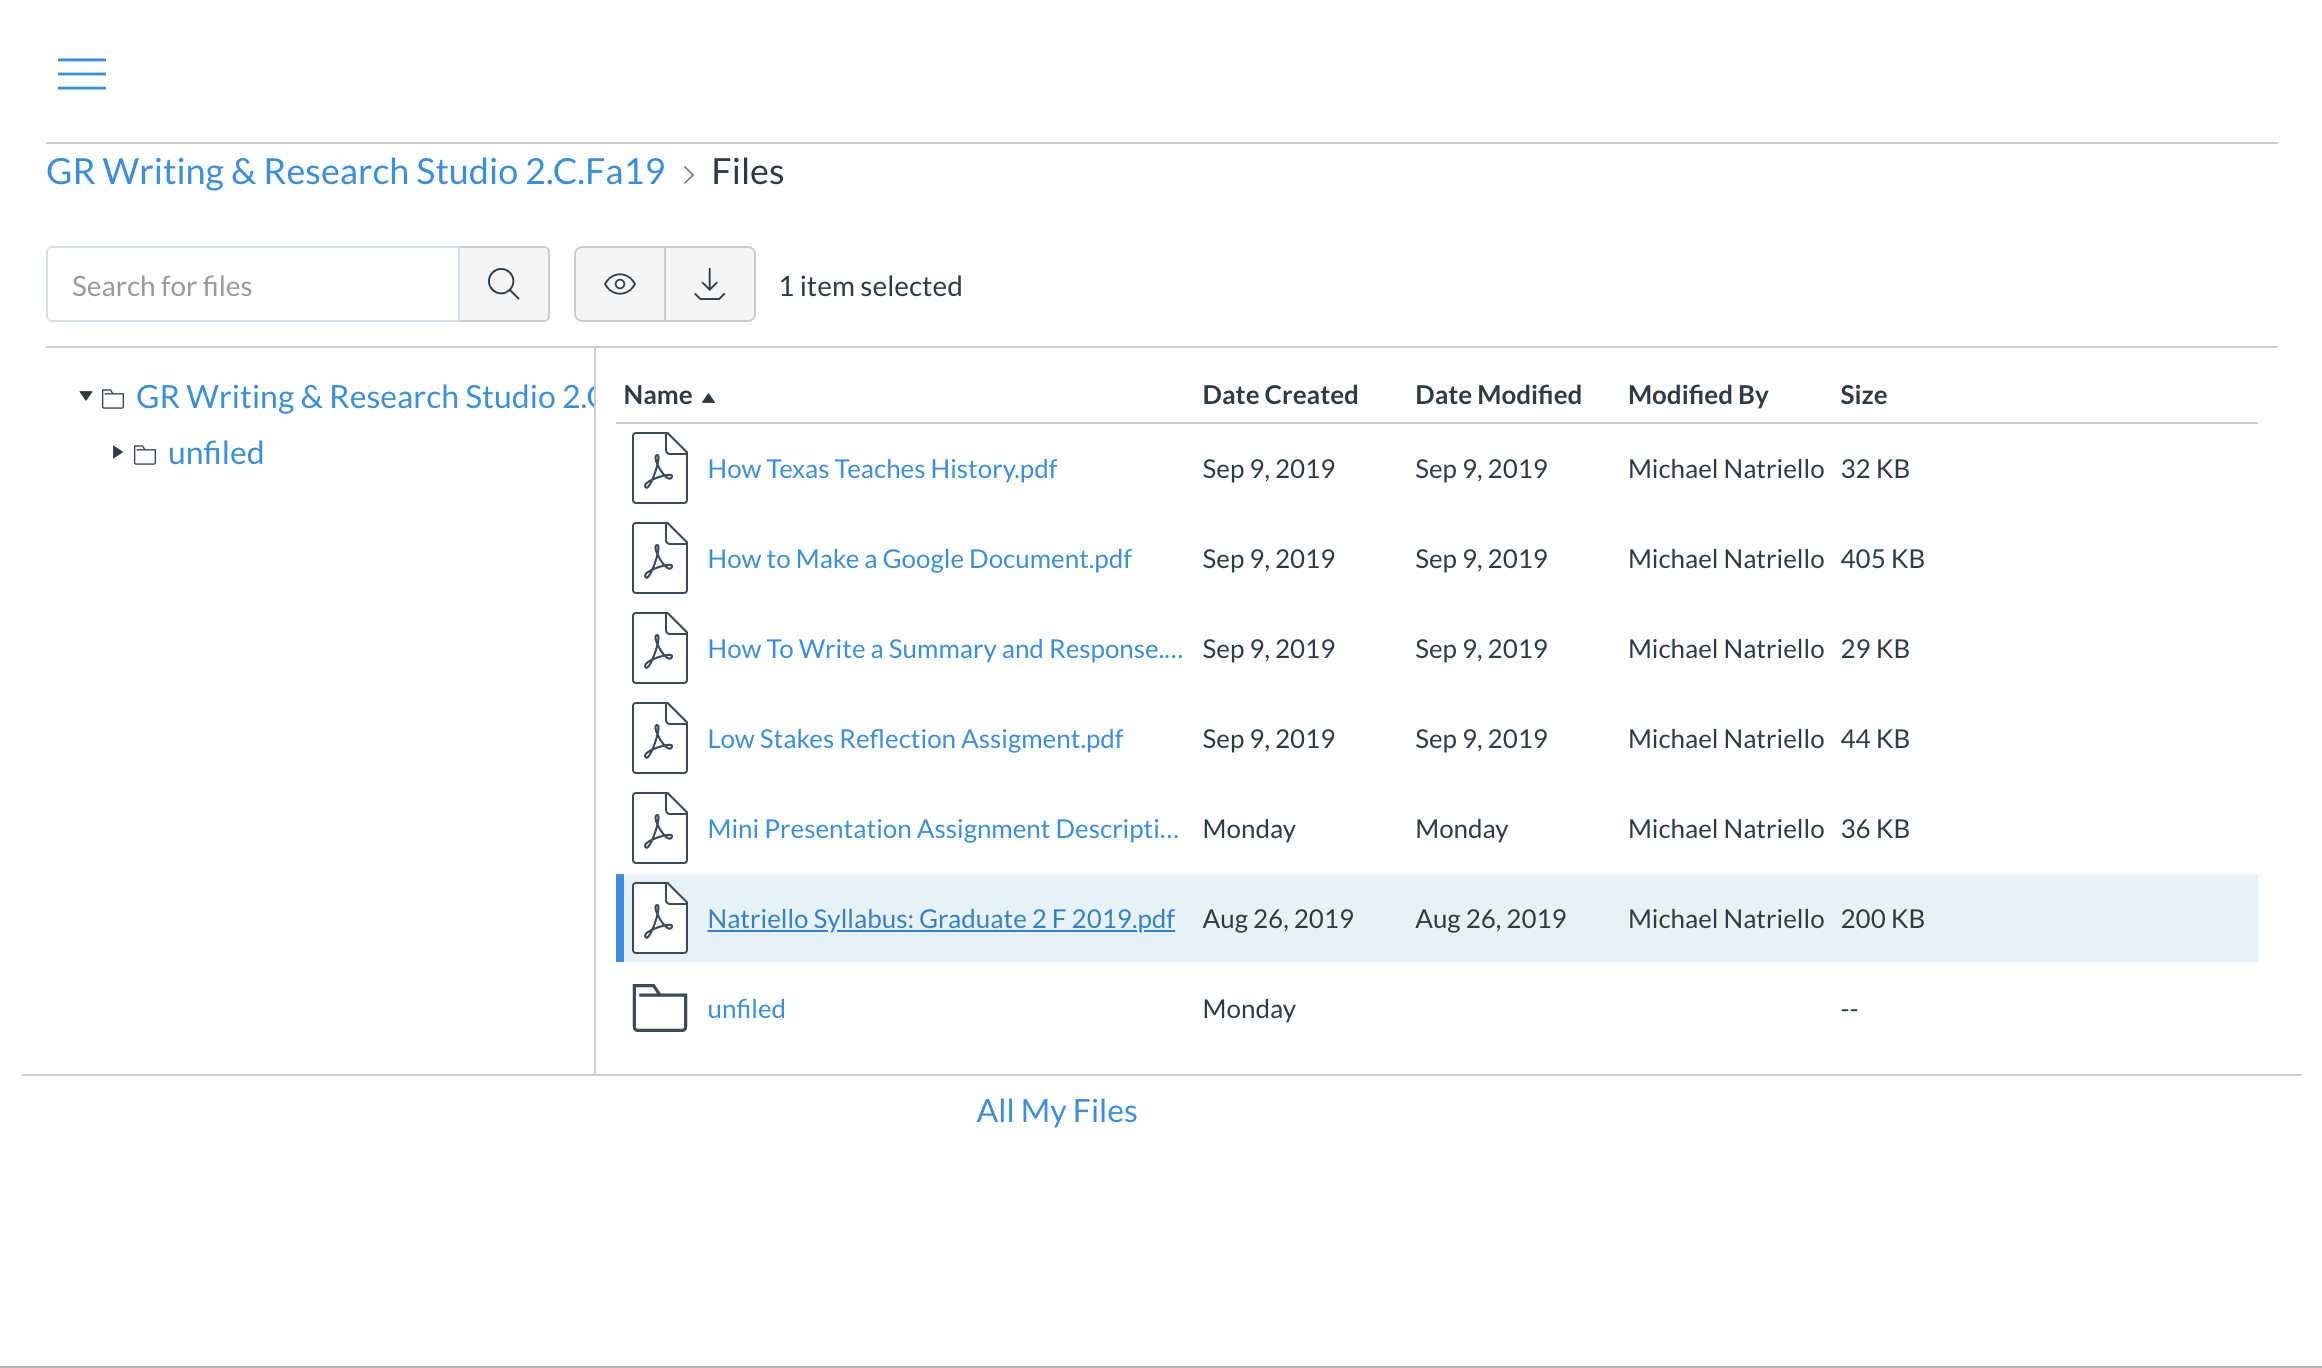 GR Writing & Research Studio 2.C.Fa19 > Files
Search for files
1 item selected
GR Writing & Research Studio 2.
unfiled
Name Date Created Date Modified Modified By Size
How Texas Teaches History.pdf Sep 9, 2019 Sep 9, 2019 Michael Natriello 32 KB
How to Make a Google Document.pdf Sep 9, 2019 Sep 9, 2019 Michael Natriello 405 KB
How To Write a Summary and Response.... Sep 9, 2019 Sep 9, 2019 Michael Natriello 29 KB
Low Stakes Reflection Assigment.pdf Sep 9, 2019 Sep 9, 2019 Michael Natriello 44 KB
Mini Presentation Assignment Descripti... Monday Monday Michael Natriello 36 KB
Natriello Syllabus: Graduate 2 F 2019.pdf Aug 26, 2019 Aug 26, 2019 Michael Natriello 200 KB
unfiled Monday --
All My Files